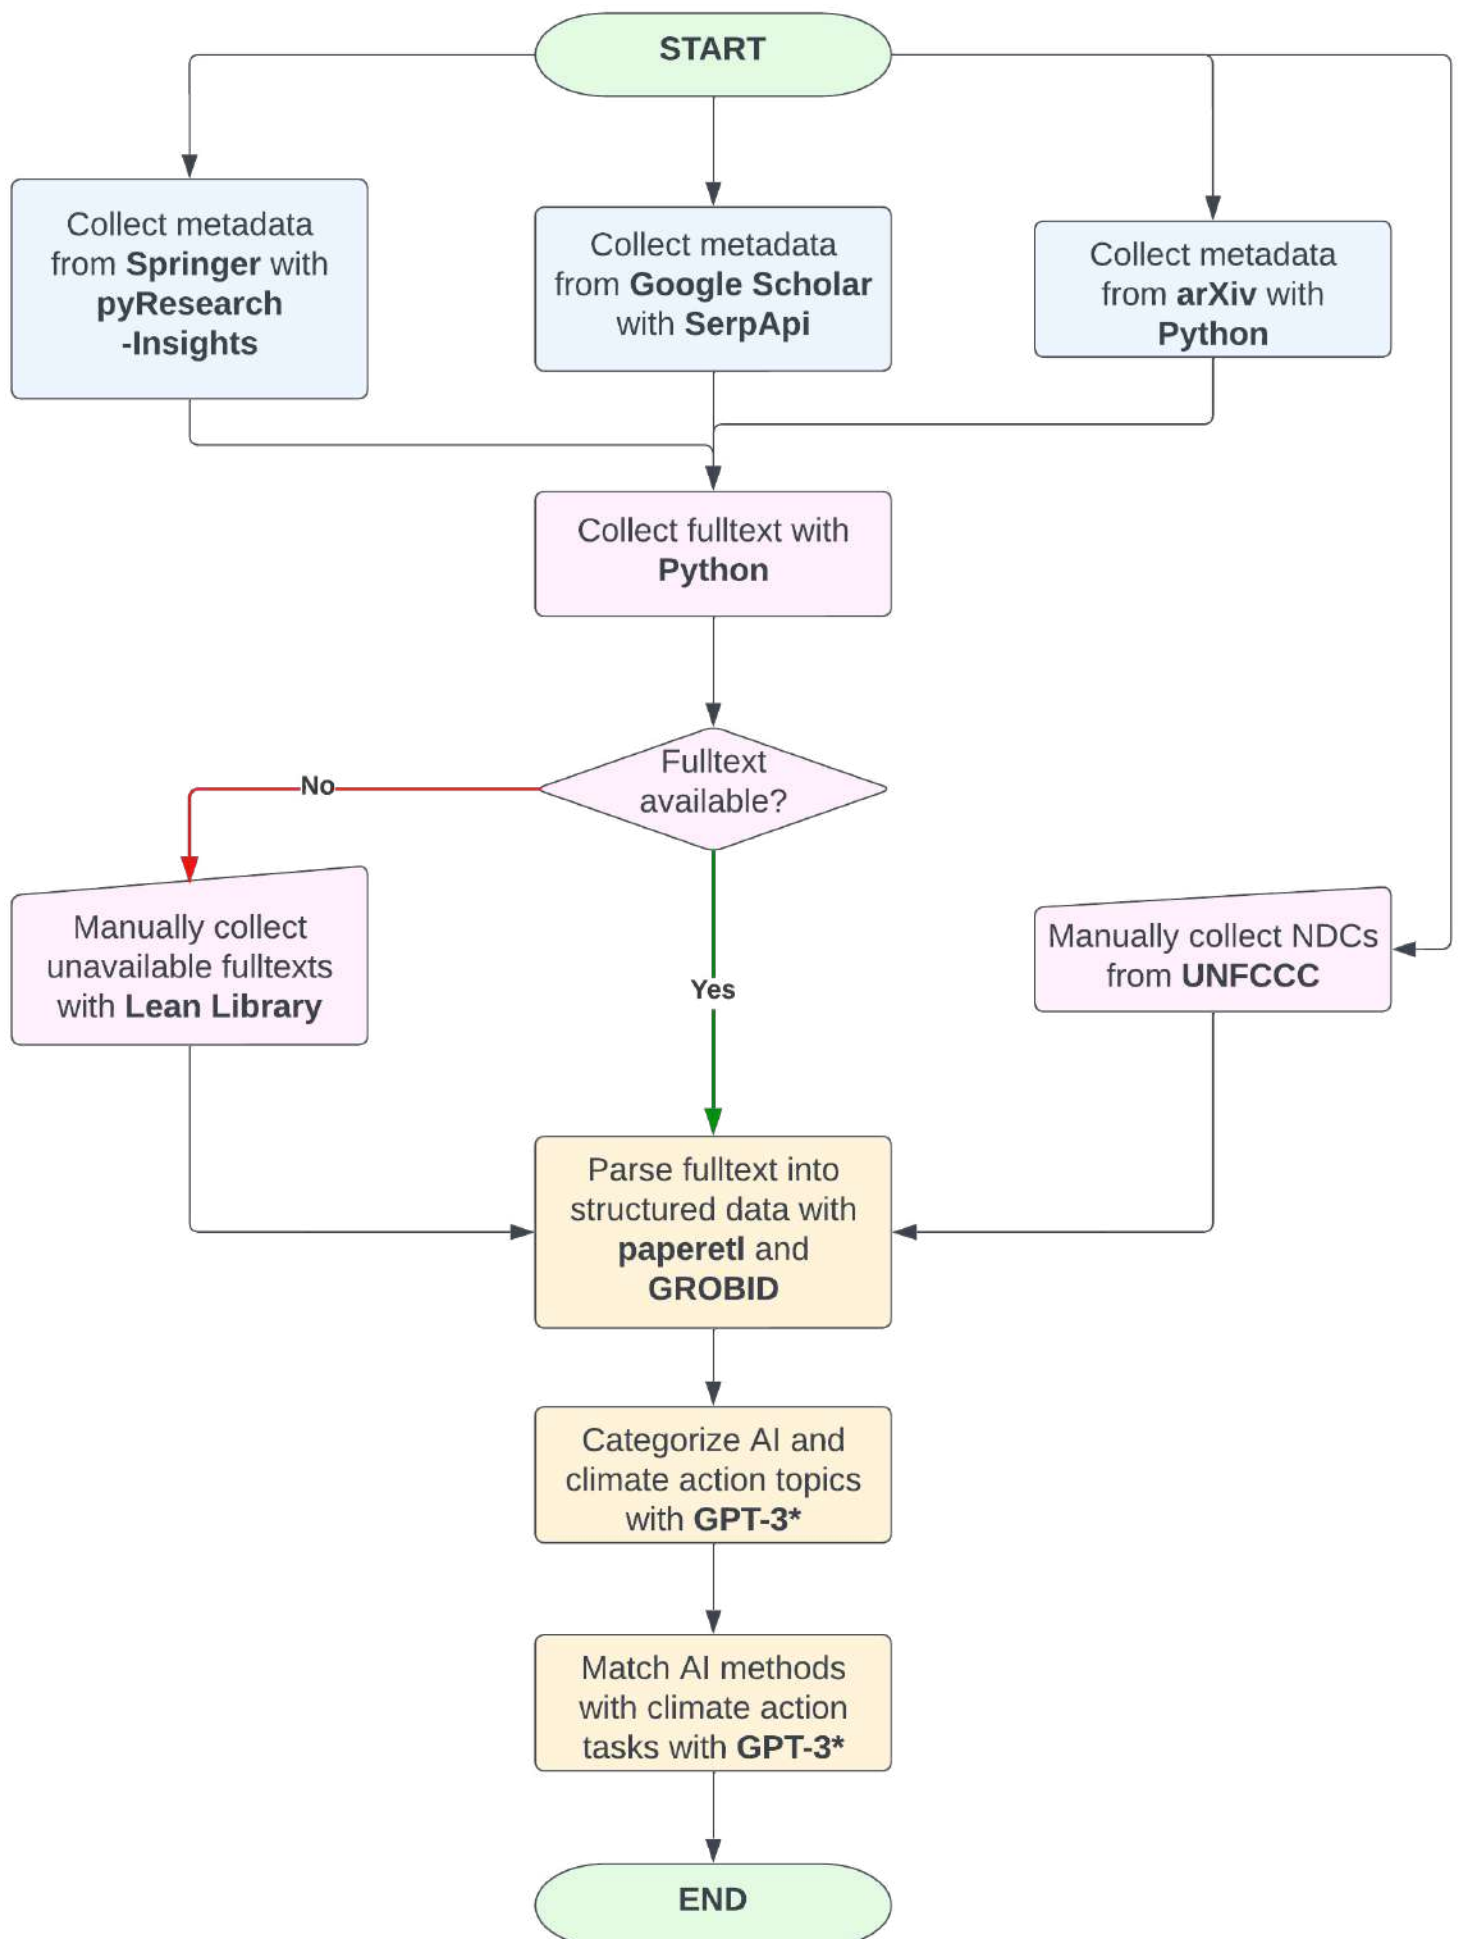 START
Collect metadata
from Springer with
pyResearch
-Insights
Collect metadata
from Google Scholar
with SerpApi
Collect metadata
from arXiv with
Python
Collect fulltext with
Python
Fulltext
available?
No
Manually collect
unavailable fulltexts
with Lean Library
Yes
Manually collect NDCs
from UNFCCC
Parse fulltext into
structured data with
paperetl and
GROBID
Categorize AI and
climate action topics
with GPT-3*
Match AI methods
with climate action
tasks with GPT-3*
END